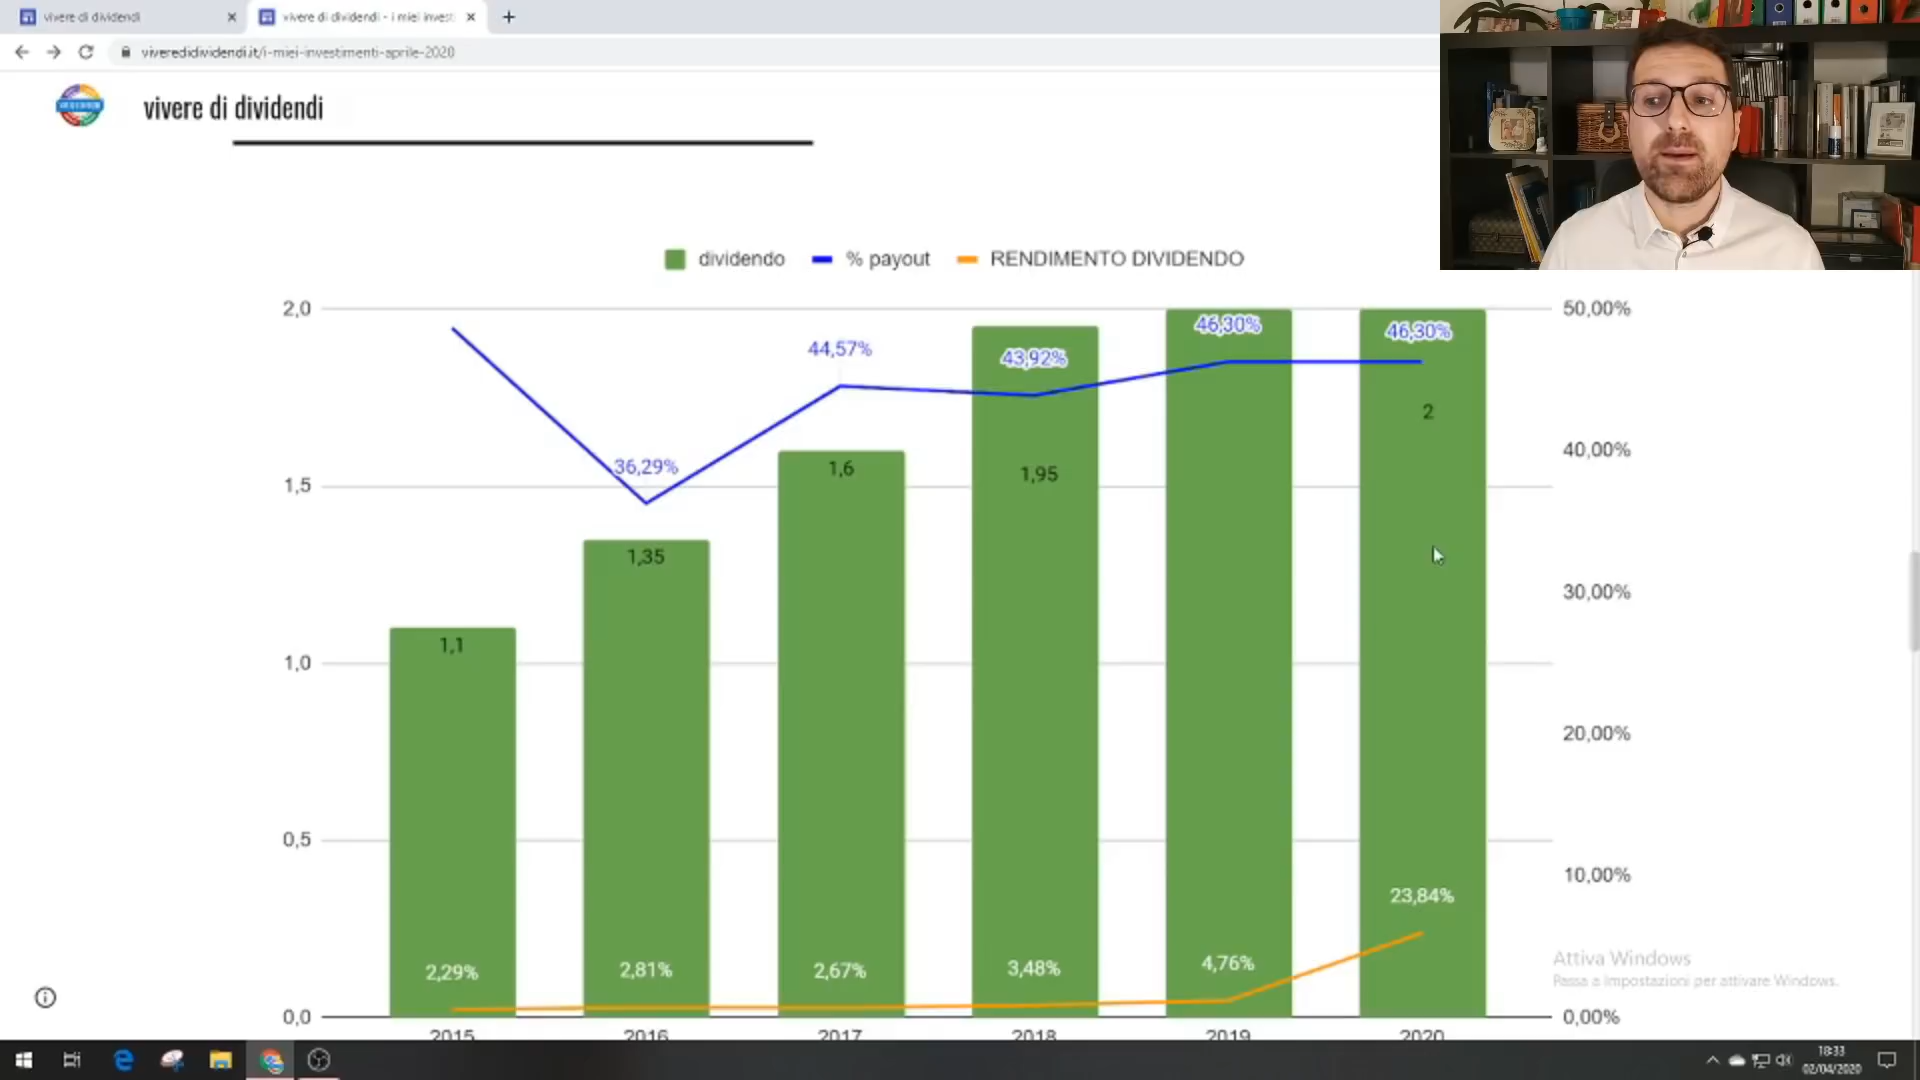 vivere di dividendi
vivere di dividendi - i miei invest
viveredidividendi.it/i-miei-investimenti-aprile-2020
vivere di dividendi
dividendo % payout RENDIMENTO DIVIDENDO
2,0 50,00%
46,30% 46,30%
44,57% 43,92%
2
40,00%
36,29% 1,6 1,95
1,5
1,35
30,00%
1,1
1,0
20,00%
0,5
10,00%
23,84%
2,29% 2,81% 2,67% 3,48% 4,76%
Attiva Windows
Passa a Impostazioni per attivare Windows.
0,0 0,00%
2015 2016 2017 2018 2019 2020
18:33
02/04/2020